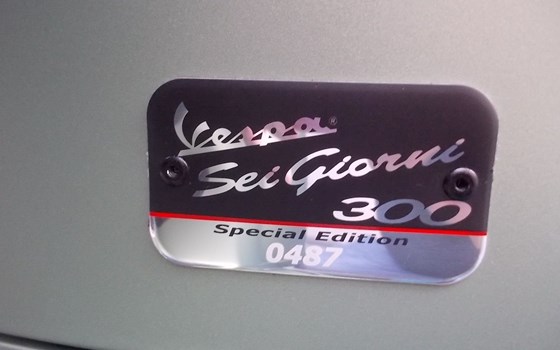 Vespa®
Sei Giorni
300
Special Edition
0487